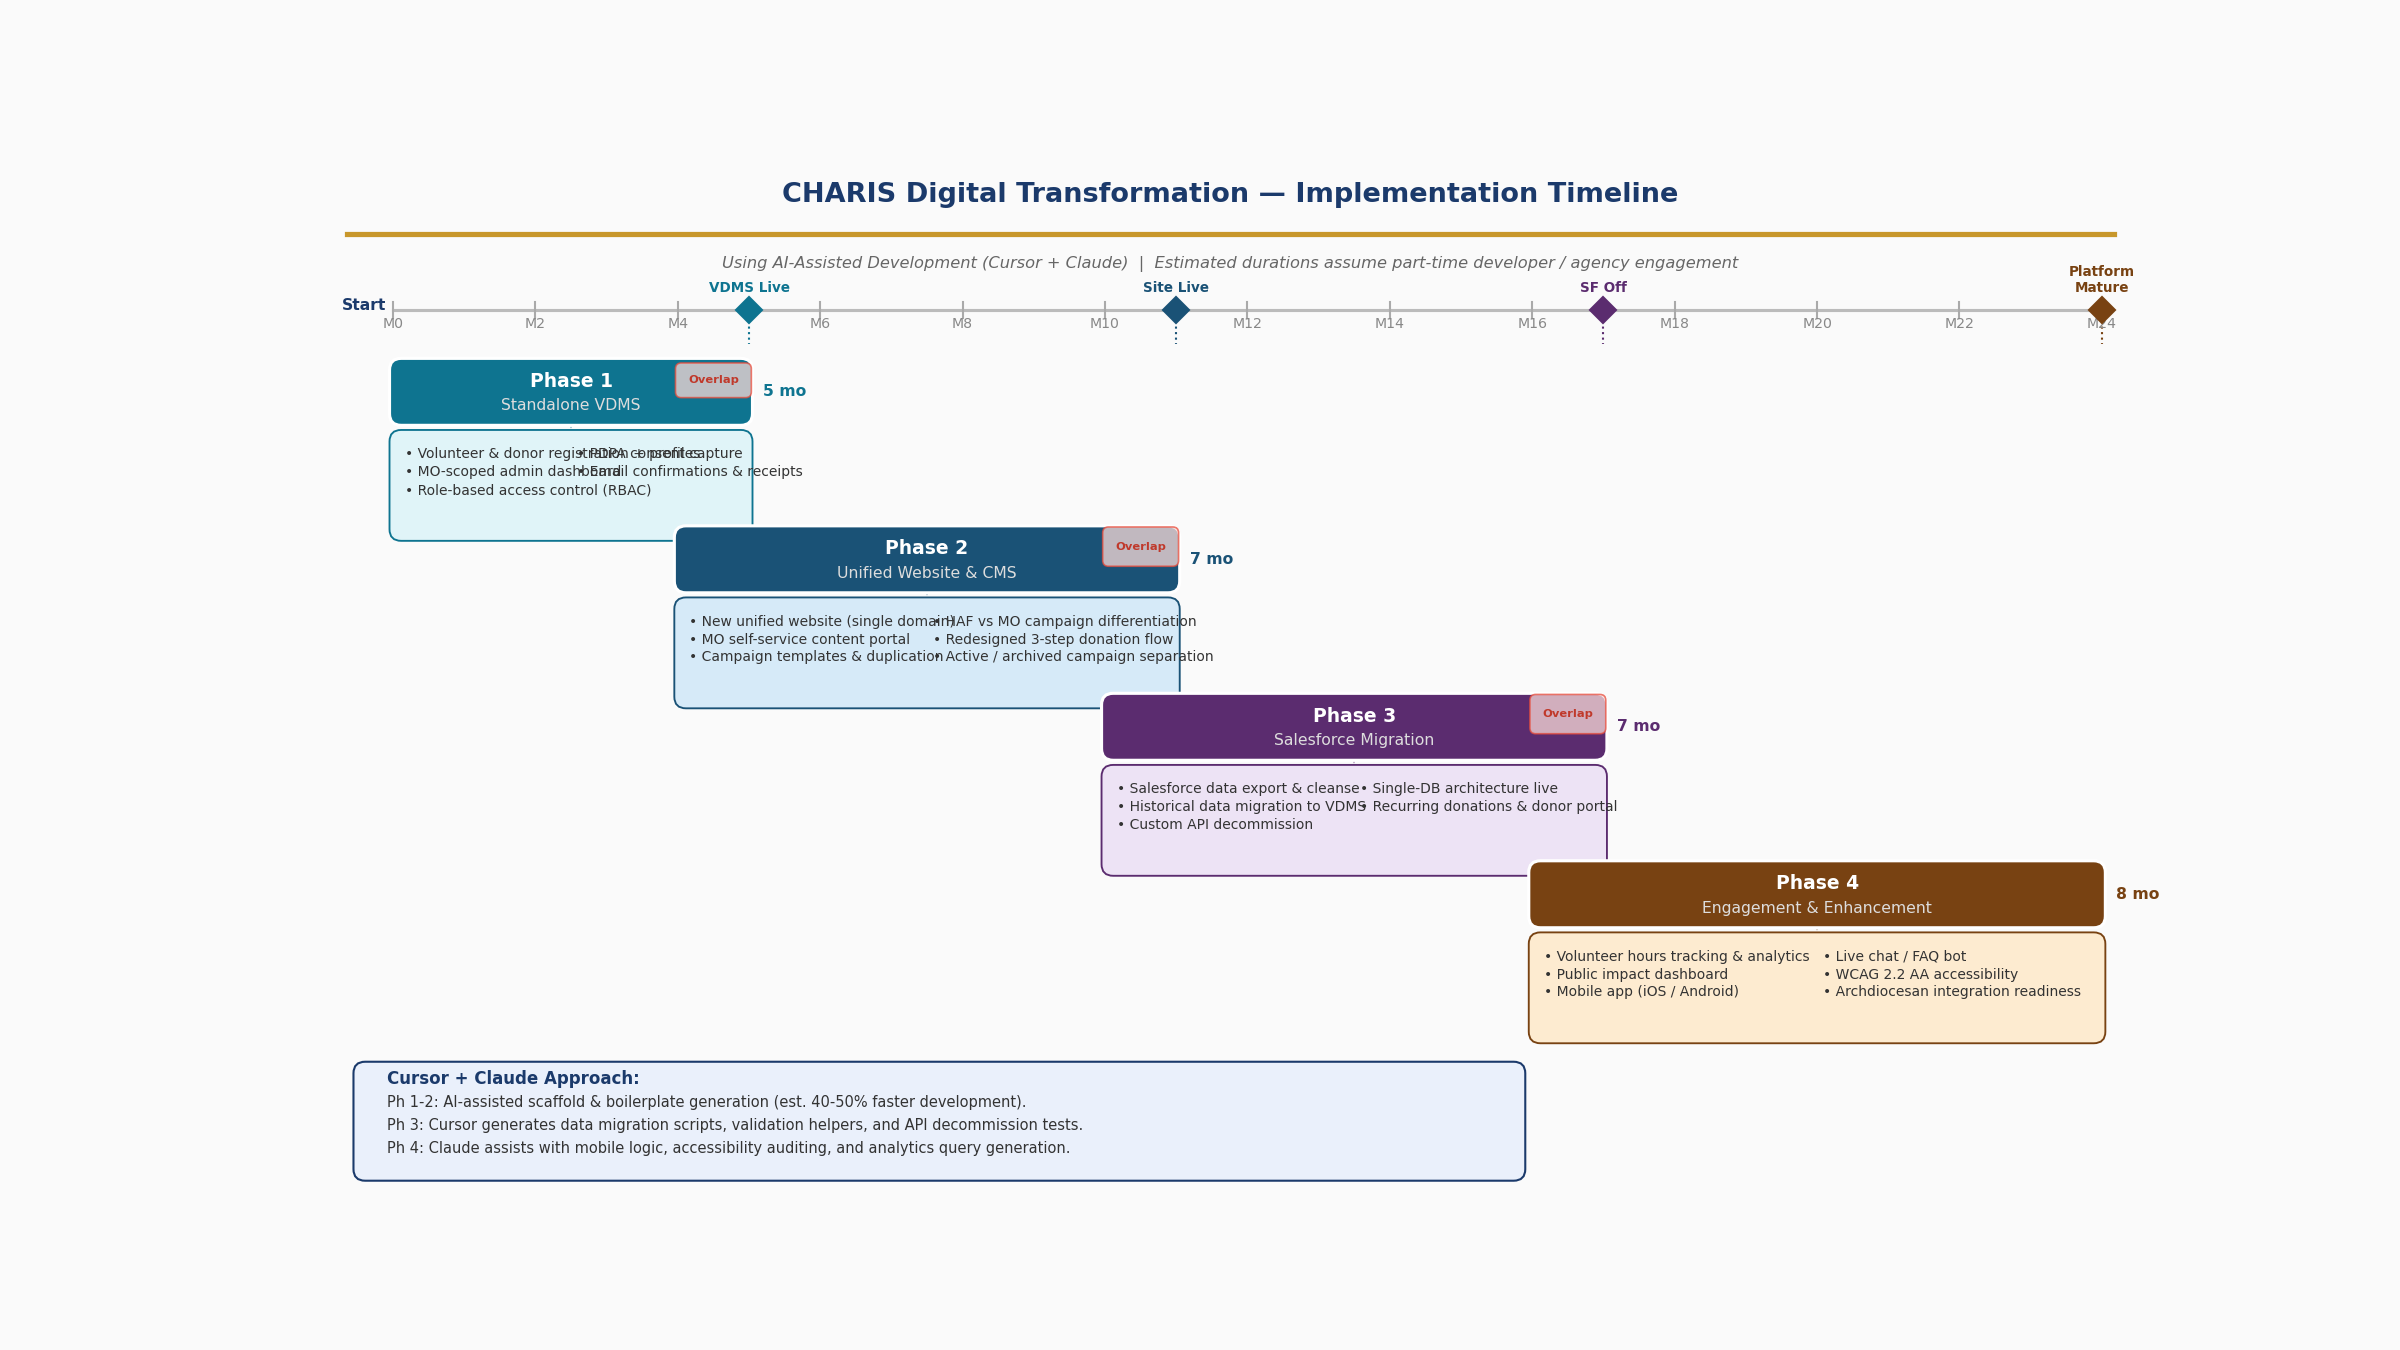 CHARIS Digital Transformation — Implementation Timeline
Using AI-Assisted Development (Cursor + Claude)  |  Estimated durations assume part-time developer / agency engagement
Platform
Mature
VDMS Live
Site Live
SF Off
Start
M0
M2
M4
M6
M8
M10
M12
M14
M16
M18
M20
M22
M24
Phase 1
Standalone VDMS
Overlap
5 mo
• Volunteer & donor registration + profiles
• PDPA consent capture
• MO-scoped admin dashboard
• Email confirmations & receipts
• Role-based access control (RBAC)
Phase 2
Unified Website & CMS
Overlap
7 mo
• New unified website (single domain)
• HAF vs MO campaign differentiation
• MO self-service content portal
• Redesigned 3-step donation flow
• Campaign templates & duplication
• Active / archived campaign separation
Phase 3
Salesforce Migration
Overlap
7 mo
• Salesforce data export & cleanse
• Single-DB architecture live
• Historical data migration to VDMS
• Recurring donations & donor portal
• Custom API decommission
Phase 4
Engagement & Enhancement
8 mo
• Volunteer hours tracking & analytics
• Live chat / FAQ bot
• Public impact dashboard
• WCAG 2.2 AA accessibility
• Mobile app (iOS / Android)
• Archdiocesan integration readiness
Cursor + Claude Approach:
Ph 1-2: AI-assisted scaffold & boilerplate generation (est. 40-50% faster development).
Ph 3: Cursor generates data migration scripts, validation helpers, and API decommission tests.
Ph 4: Claude assists with mobile logic, accessibility auditing, and analytics query generation.